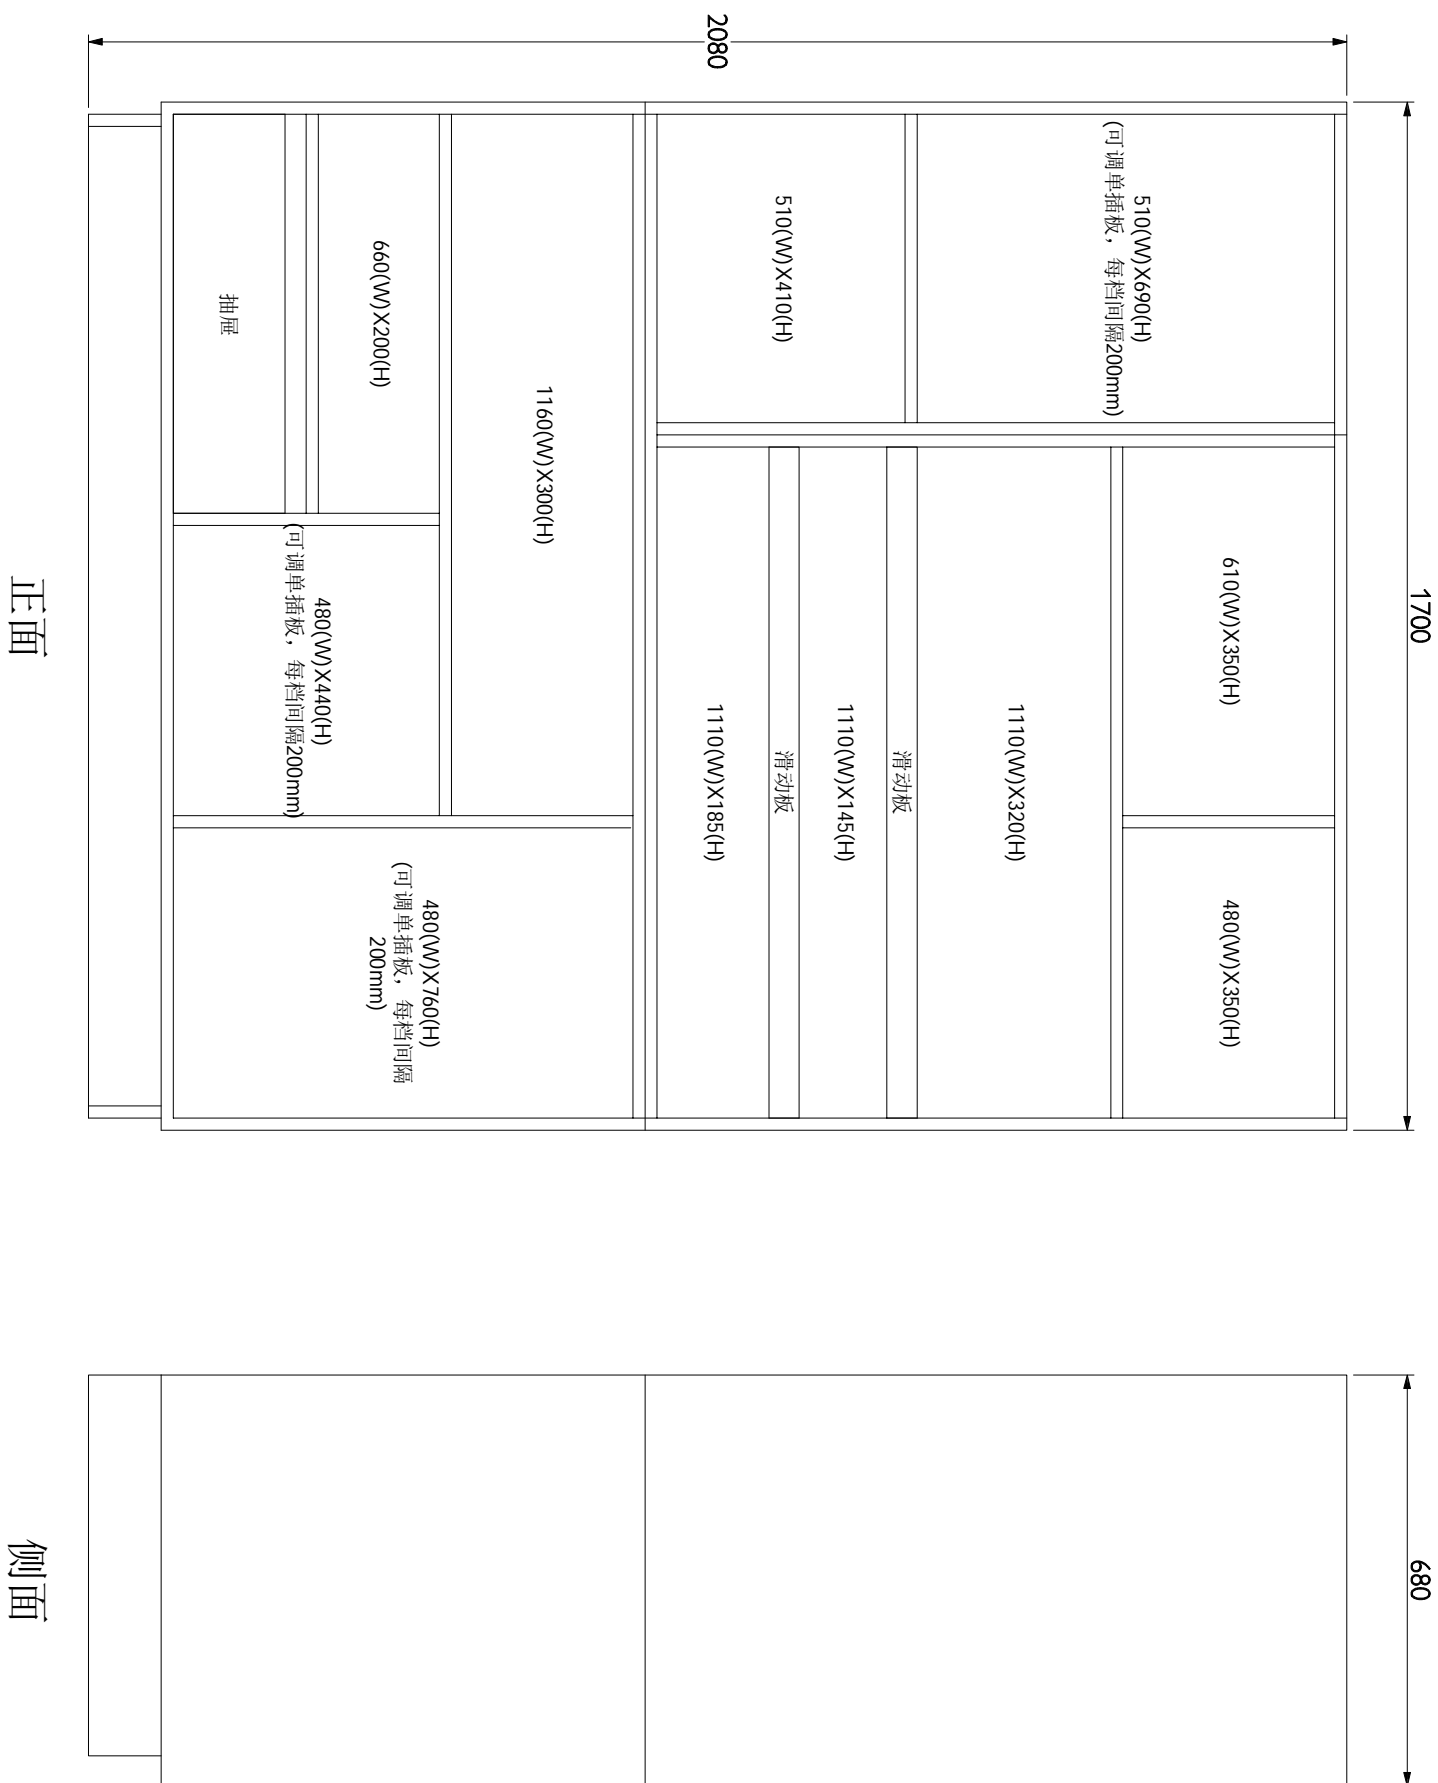 1700
680
2080
510(W)X690(H)
(可调单插板，每档间隔200mm)
610(W)X350(H)
480(W)X350(H)
1110(W)X320(H)
滑动板
1110(W)X145(H)
510(W)X410(H)
滑动板
1110(W)X185(H)
1160(W)X300(H)
480(W)X760(H)
(可调单插板，每档间隔
200mm)
660(W)X200(H)
480(W)X440(H)
(可调单插板，每档间隔200mm)
抽屉
正面
侧面